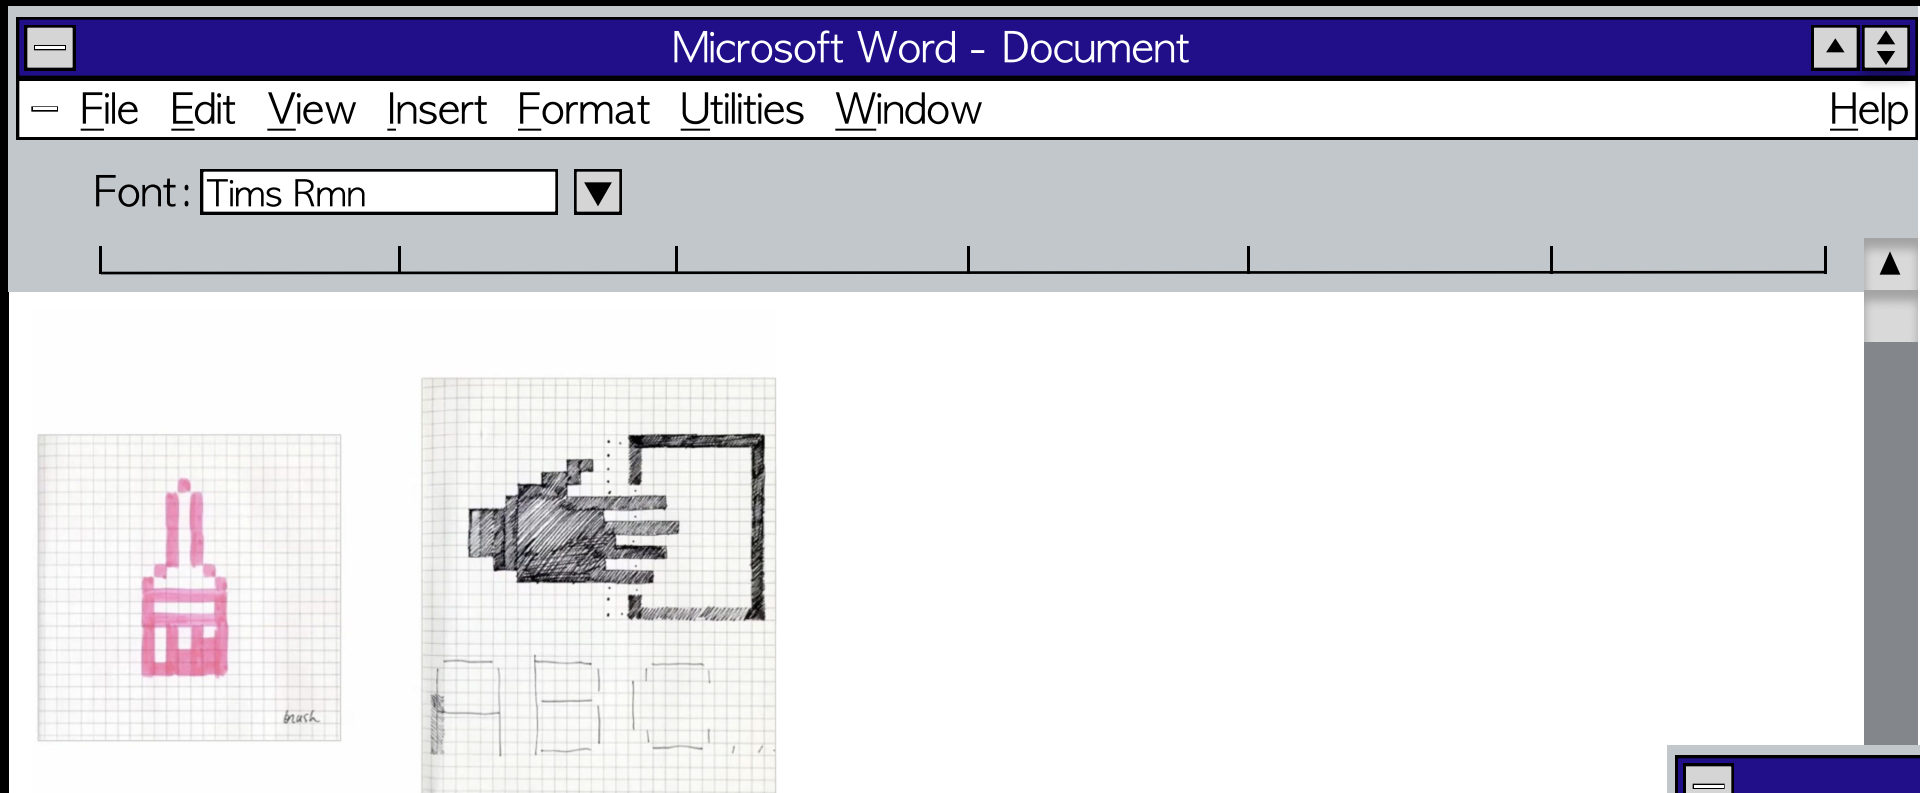 Microsoft Word - Document
File Edit View Insert Format Utilities Window Help
Font: Tims Rmn
brush
A B C